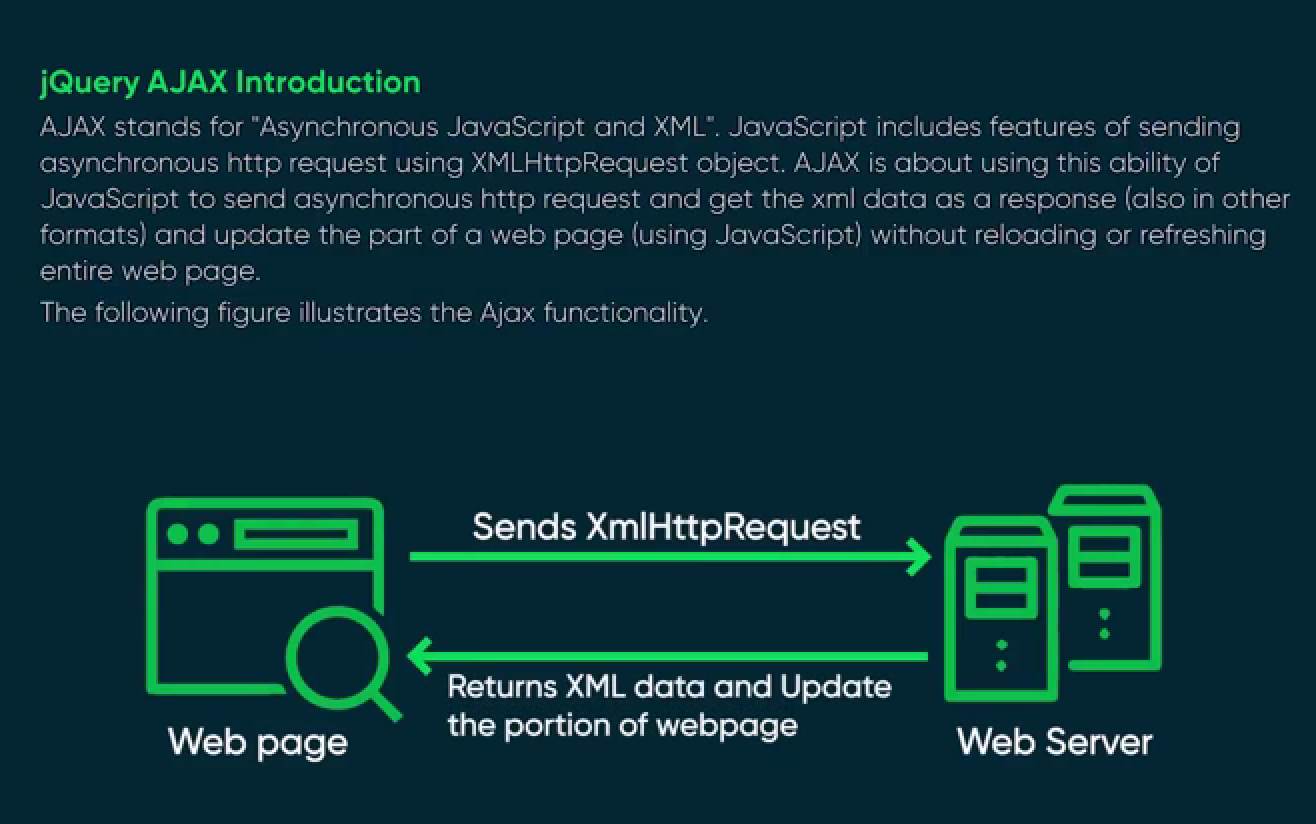 jQuery AJAX Introduction
AJAX stands for "Asynchronous JavaScript and XML". JavaScript includes features of sending
asynchronous http request using XMLHttpRequest object. AJAX is about using this ability of
JavaScript to send asynchronous http request and get the xml data as a response (also in other
formats) and update the part of a web page (using JavaScript) without reloading or refreshing
entire web page.
The following figure illustrates the Ajax functionality.
Sends XmlHttpRequest
Returns XML data and Update
the portion of webpage
Web page
Web Server